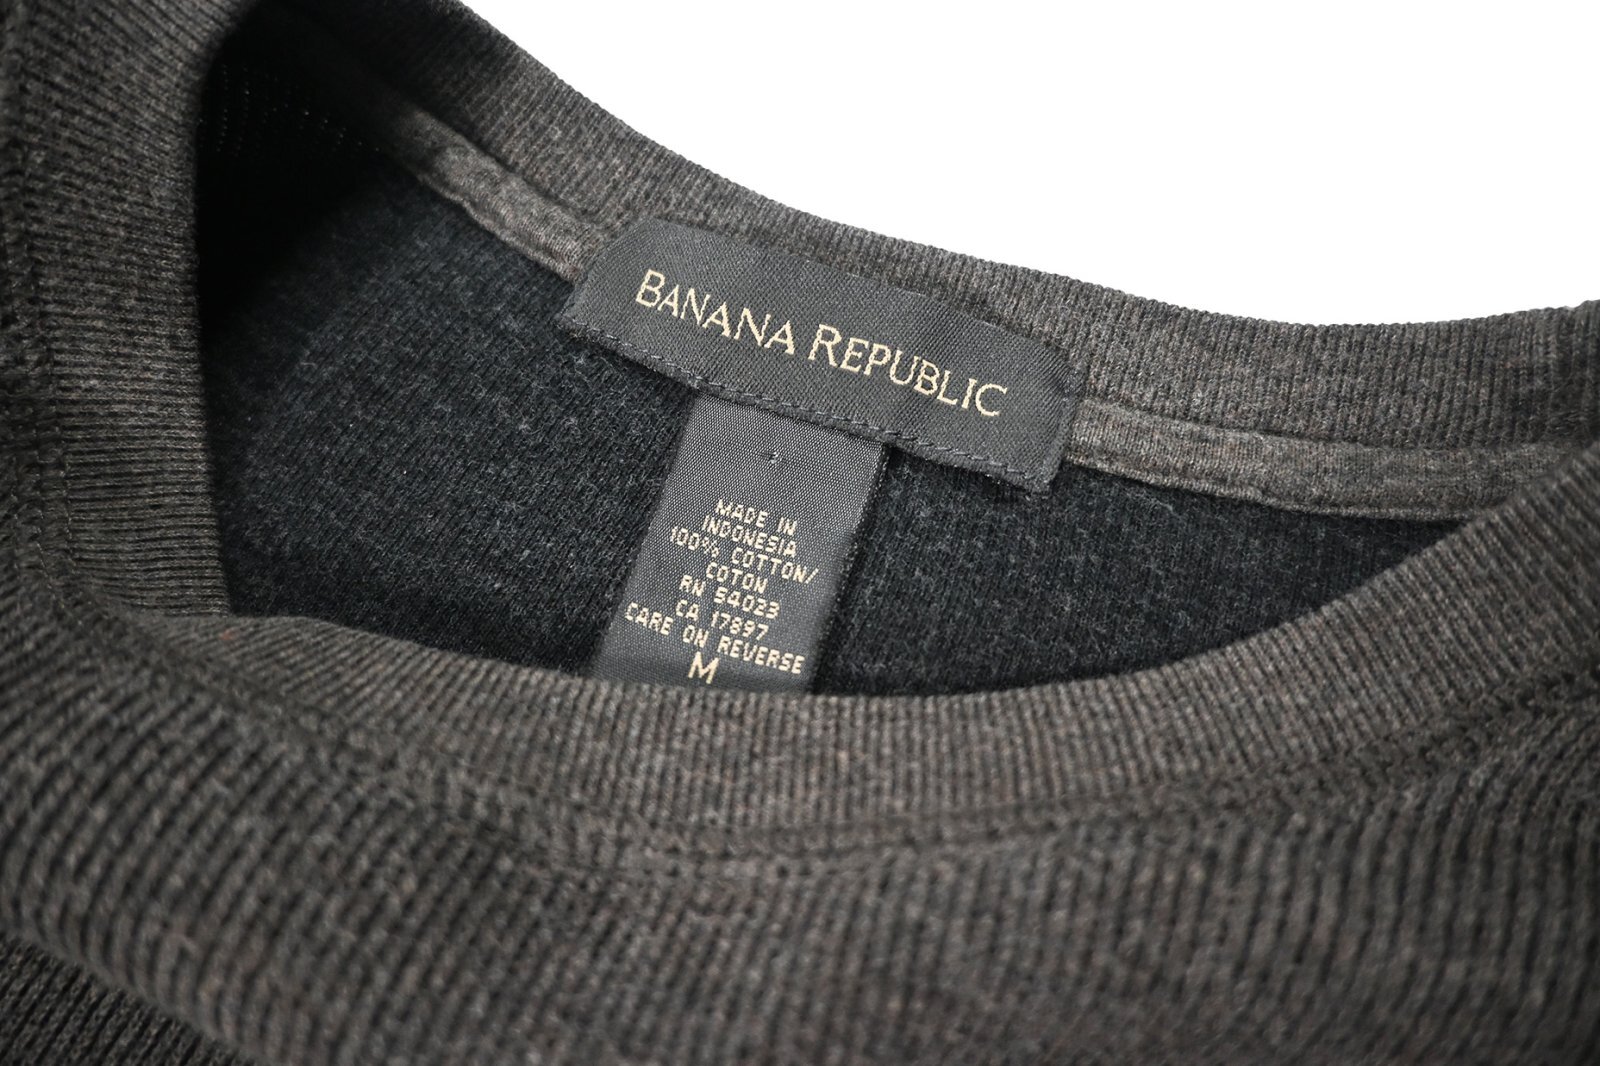 BANANA REPUBLIC
MADE IN
INDONESIA
100% COTTON/
COTON
RN 54023
CA 17897
CARE ON REVERSE
M